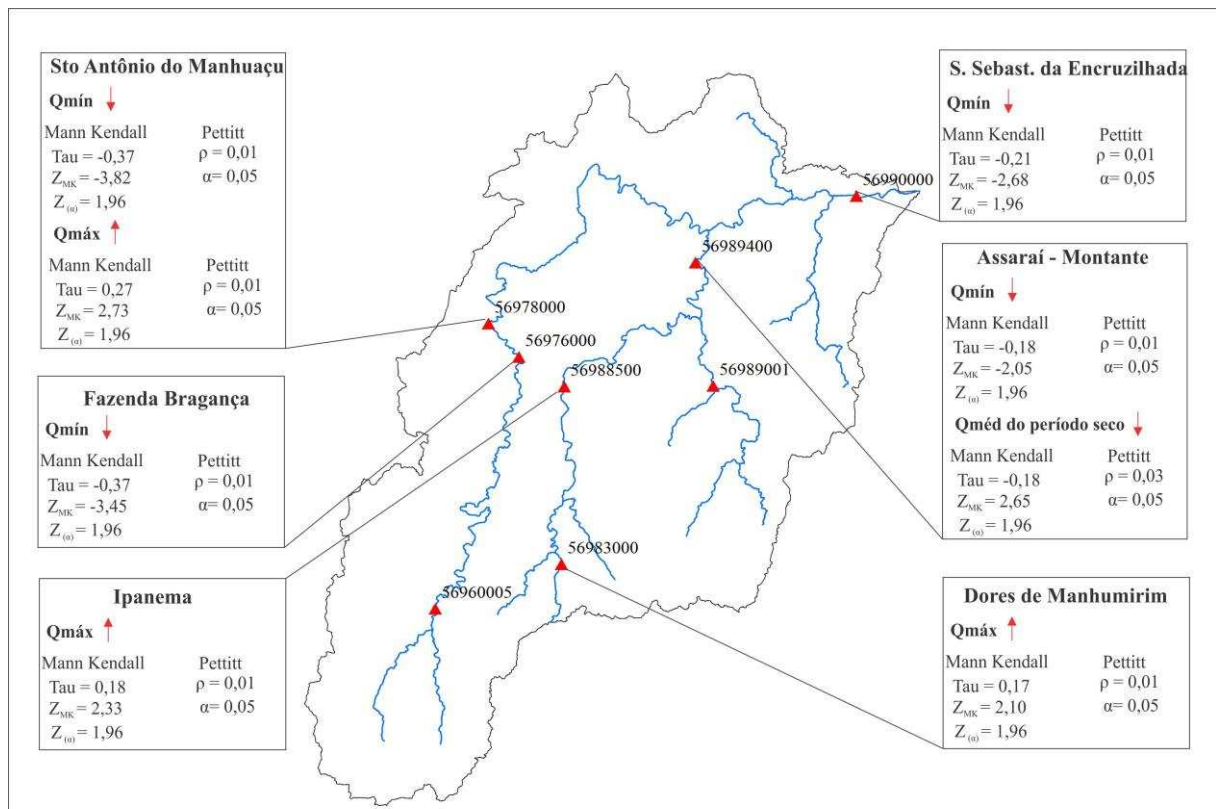 Sto Antônio do Manhuaçu
Qmín ↓
Mann Kendall Pettitt
Tau = -0,37 ρ = 0,01
Z_MK = -3,82 α= 0,05
Z_(α) = 1,96
Qmáx ↑
Mann Kendall Pettitt
Tau = 0,27 ρ = 0,01
Z_MK = 2,73 α= 0,05
Z_(α) = 1,96
Fazenda Bragança
Qmín ↓
Mann Kendall Pettitt
Tau = -0,37 ρ = 0,01
Z_MK = -3,45 α= 0,05
Z_(α) = 1,96
Ipanema
Qmáx ↑
Mann Kendall Pettitt
Tau = 0,18 ρ = 0,01
Z_MK = 2,33 α= 0,05
Z_(α) = 1,96
56990000
56989400
56978000
56976000
56988500
56989001
56983000
56960005
S. Sebast. da Encruzilhada
Qmín ↓
Mann Kendall Pettitt
Tau = -0,21 ρ = 0,01
Z_MK = -2,68 α= 0,05
Z_(α) = 1,96
Assaraí - Montante
Qmín ↓
Mann Kendall Pettitt
Tau = -0,18 ρ = 0,01
Z_MK = -2,05 α= 0,05
Z_(α) = 1,96
Qméd do período seco ↓
Mann Kendall Pettitt
Tau = -0,18 ρ = 0,03
Z_MK = 2,65 α= 0,05
Z_(α) = 1,96
Dores de Manhumirim
Qmáx ↑
Mann Kendall Pettitt
Tau = 0,17 ρ = 0,01
Z_MK = 2,10 α= 0,05
Z_(α) = 1,96